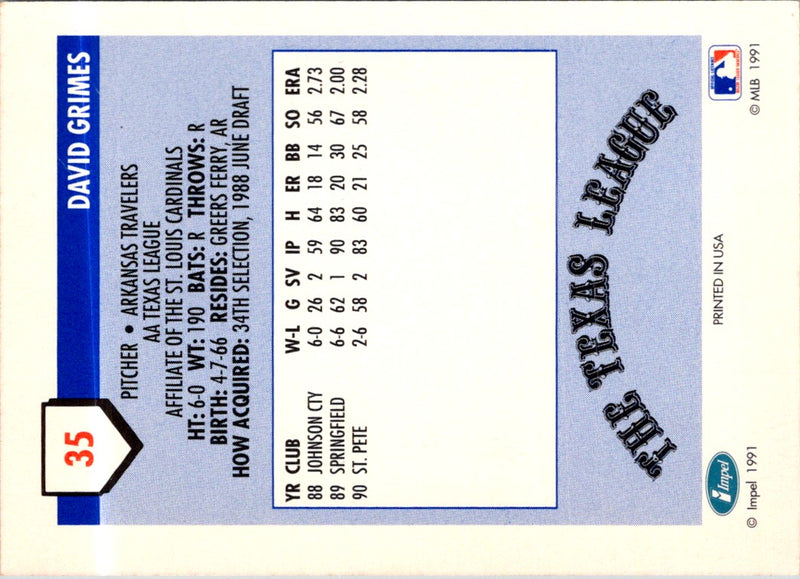 35
DAVID GRIMES
PITCHER • ARKANSAS TRAVELERS
AA TEXAS LEAGUE
AFFILIATE OF THE ST. LOUIS CARDINALS
HT: 6-0 WT: 190 BATS: R THROWS: R
BIRTH: 4-7-66 RESIDES: GREERS FERRY, AR
HOW ACQUIRED: 34TH SELECTION, 1988 JUNE DRAFT
YR CLUB W-L G SV IP H ER BB SO ERA
88 JOHNSON CTY 6-0 26 2 59 64 18 14 56 2.73
89 SPRINGFIELD 6-6 62 1 90 83 20 30 67 2.00
90 ST. PETE 2-6 58 2 83 60 21 25 58 2.28
THE TEXAS LEAGUE
Impel
© Impel 1991 PRINTED IN USA © MLB 1991